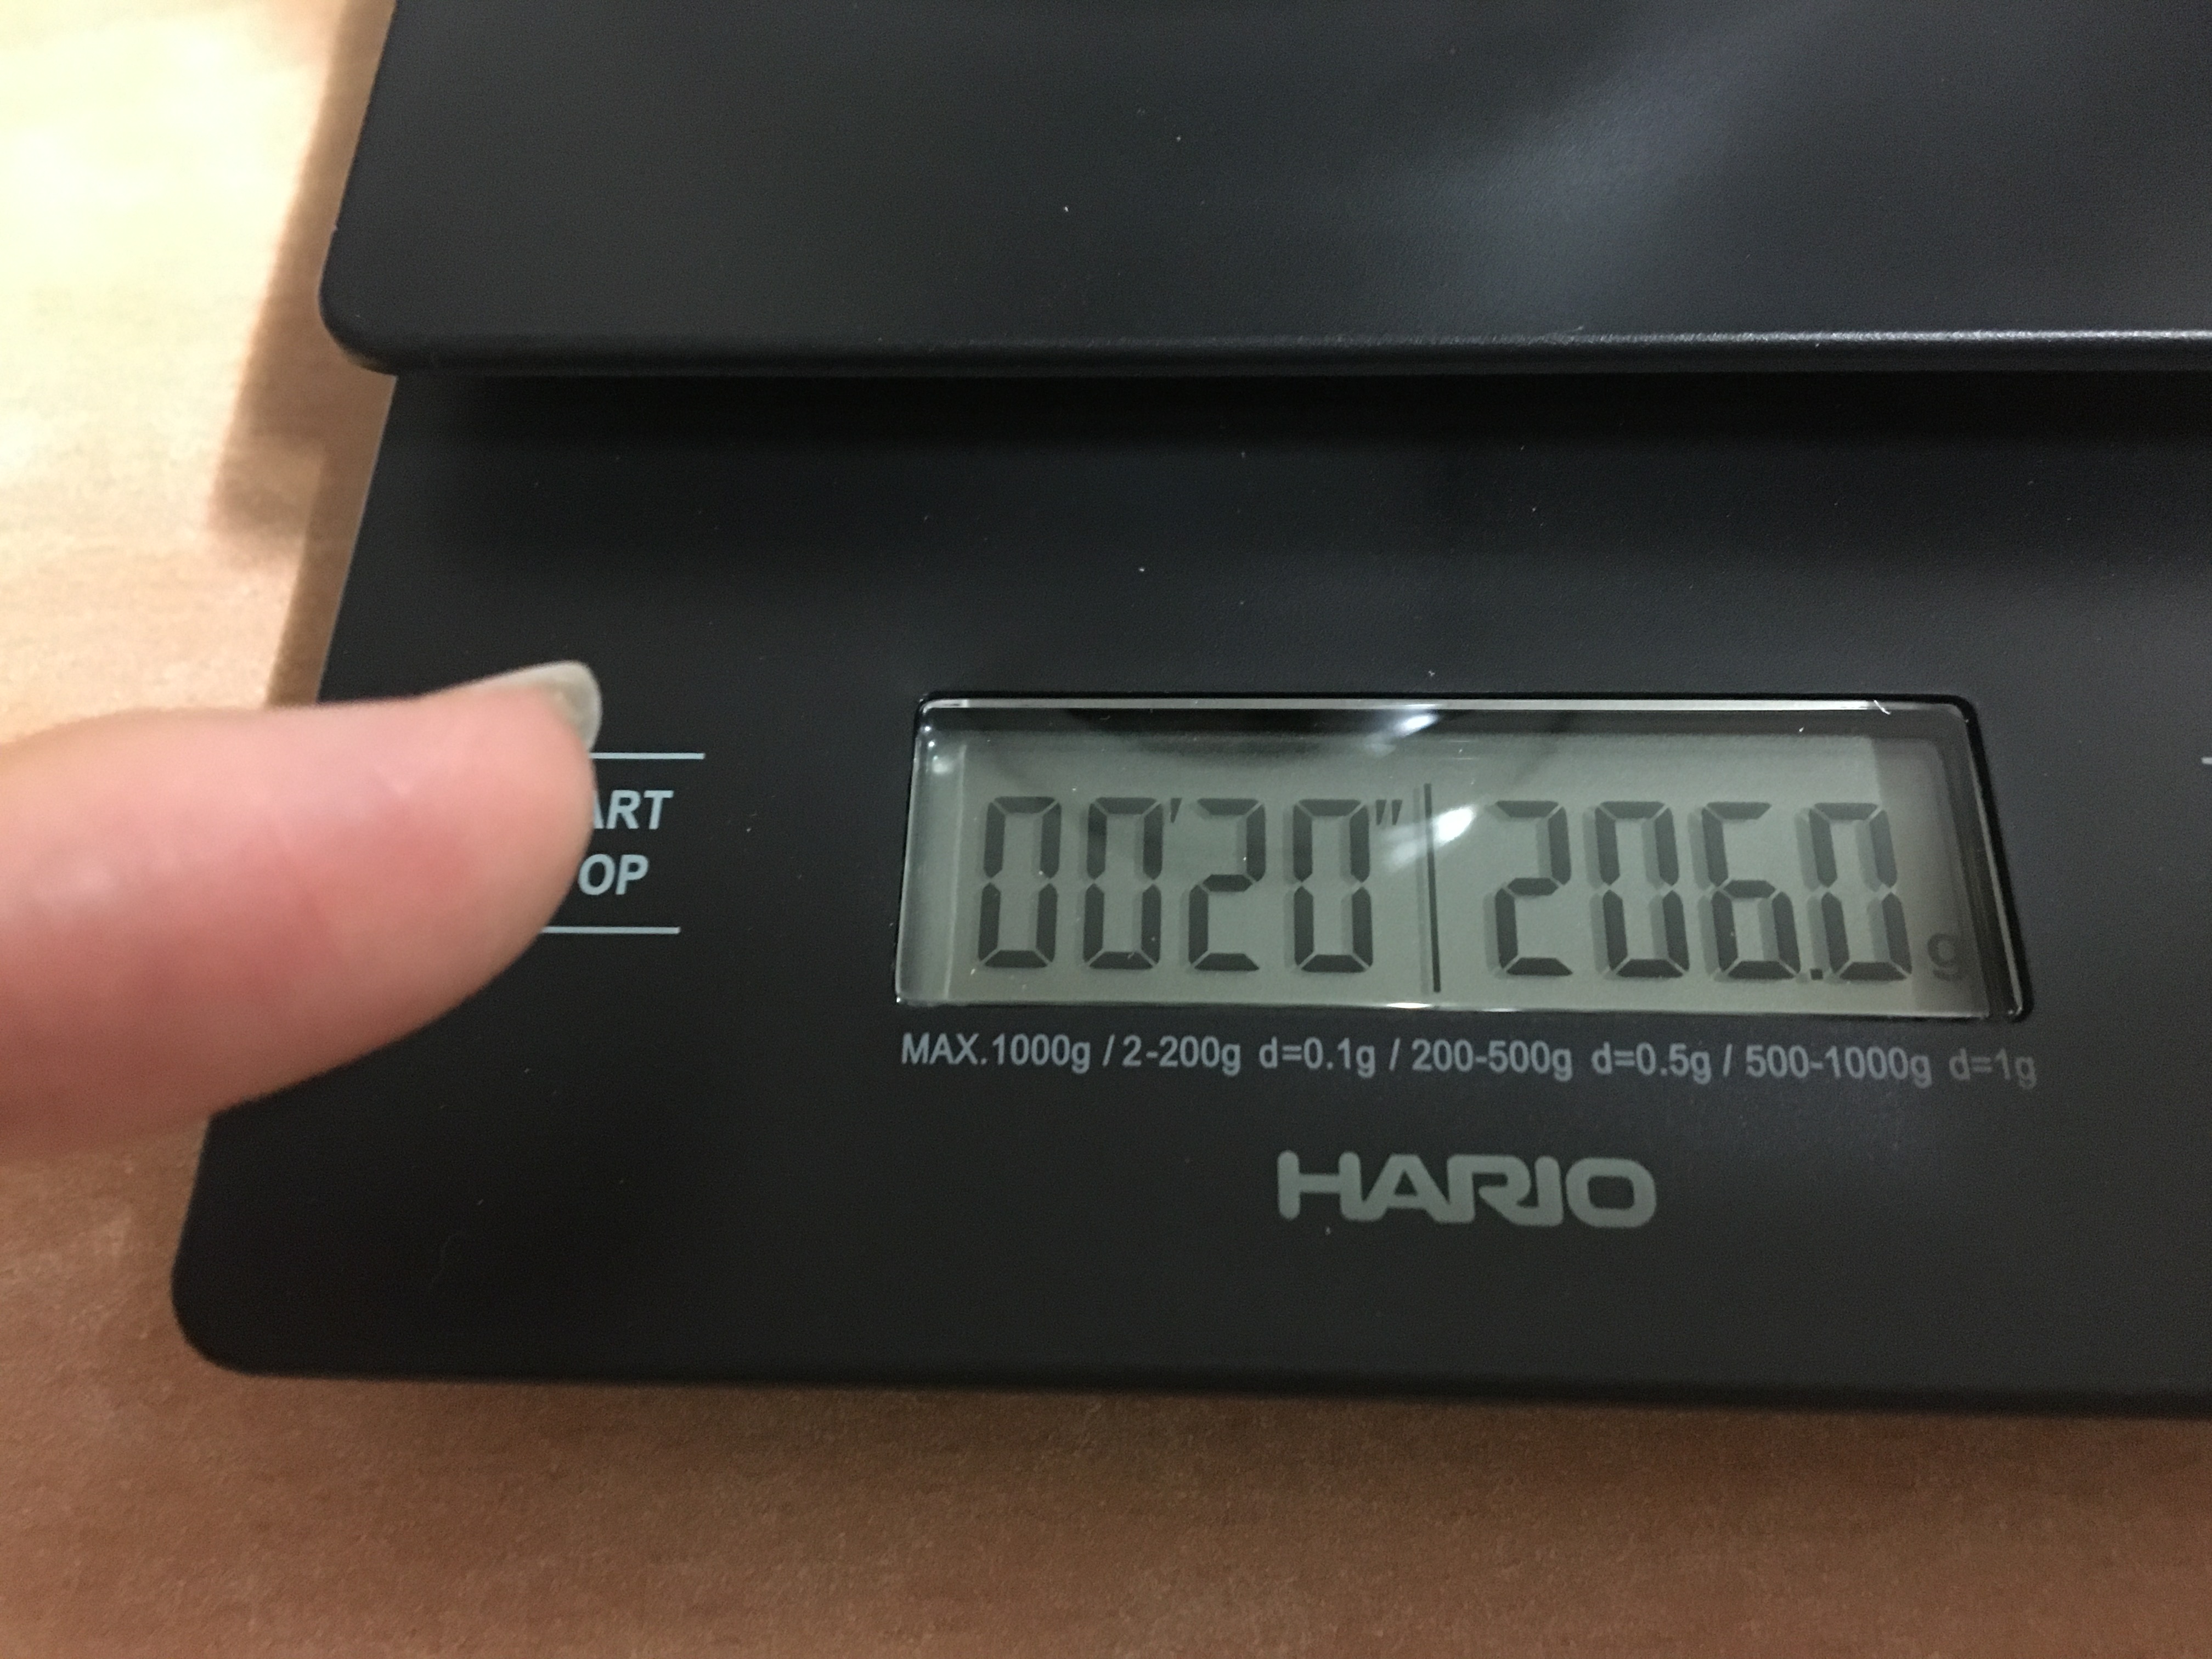 ART
OP
00'20" 206.0 g
MAX.1000g / 2-200g d=0.1g / 200-500g d=0.5g / 500-1000g d=1g
HARIO